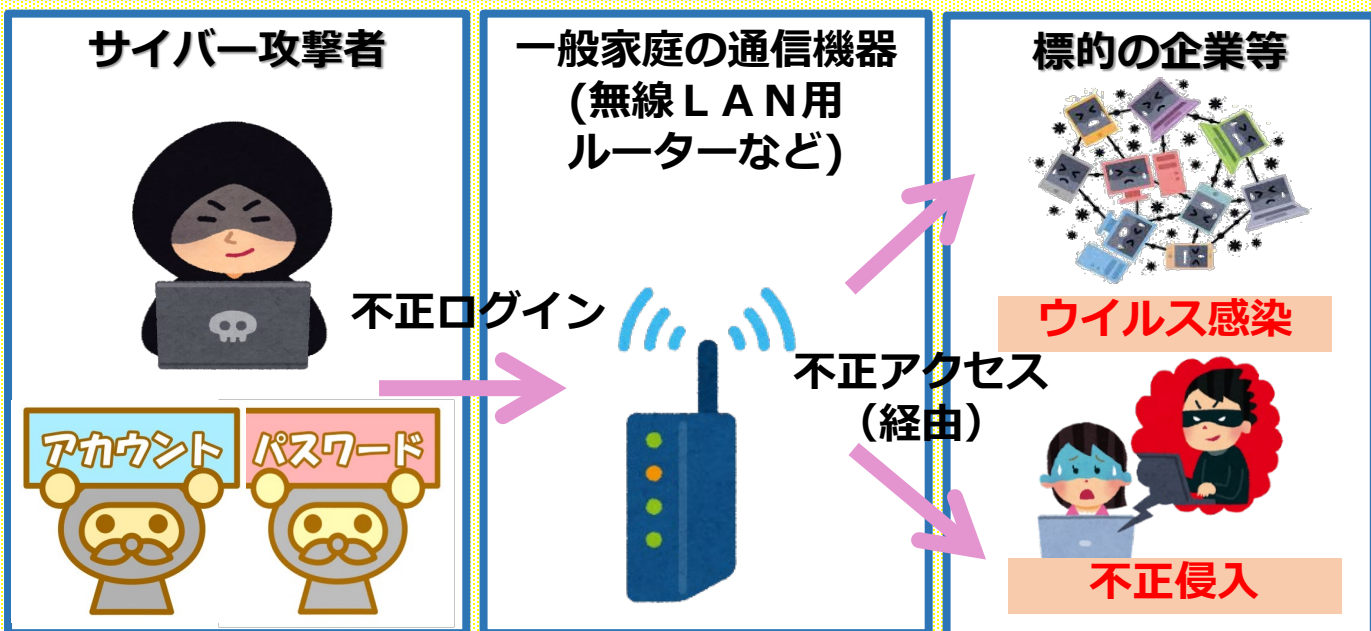 サイバー攻撃者
一般家庭の通信機器
(無線ＬＡＮ用
ルーターなど)
標的の企業等
不正ログイン
アカウント
パスワード
不正アクセス
（経由）
ウイルス感染
不正侵入